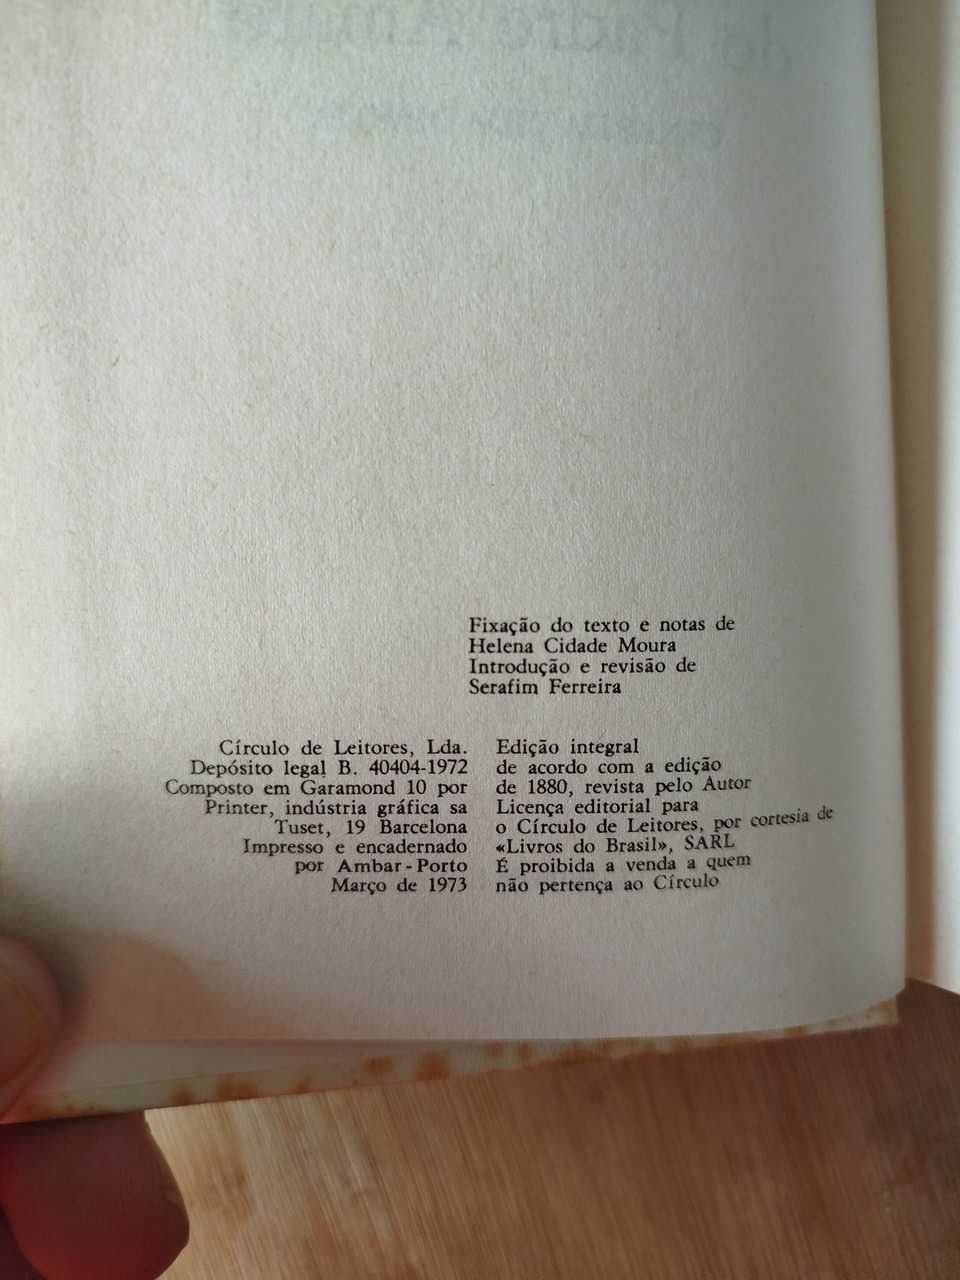 Fixação do texto e notas de
Helena Cidade Moura
Introdução e revisão de
Serafim Ferreira
Círculo de Leitores, Lda.
Depósito legal B. 40404-1972
Composto em Garamond 10 por
Printer, indústria gráfica sa
Tuset, 19 Barcelona
Impresso e encadernado
por Ambar - Porto
Março de 1973
Edição integral
de acordo com a edição
de 1880, revista pelo Autor
Licença editorial para
o Círculo de Leitores, por cortesia de
«Livros do Brasil», SARL
É proibida a venda a quem
não pertença ao Círculo